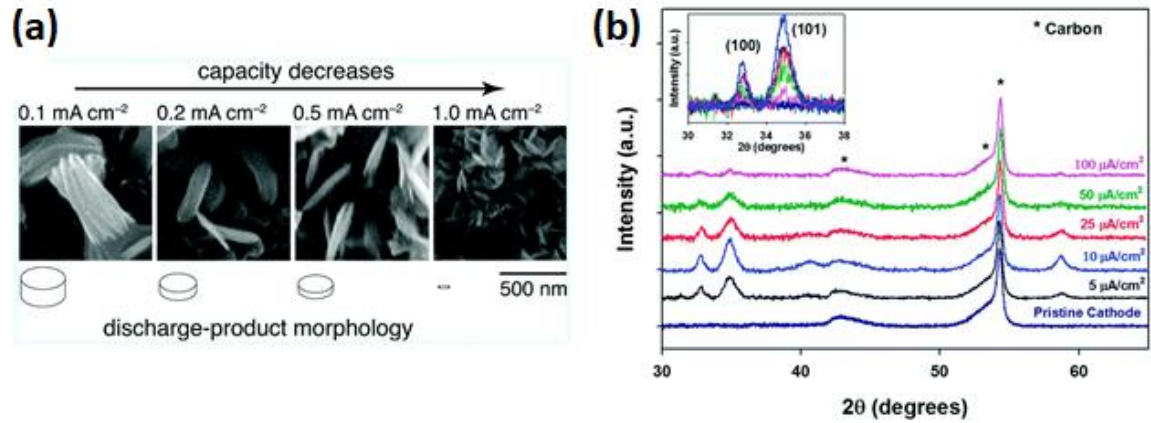 (a)
capacity decreases
0.1 mA cm⁻² 0.2 mA cm⁻² 0.5 mA cm⁻² 1.0 mA cm⁻²
500 nm
discharge-product morphology
(b)
* Carbon
Intensity (a.u.)
(100)
(101)
30 32 34 36 38
2θ (degrees)
*
*
*
Intensity (a.u.)
100 μA/cm²
50 μA/cm²
25 μA/cm²
10 μA/cm²
5 μA/cm²
Pristine Cathode
30 40 50 60
2θ (degrees)